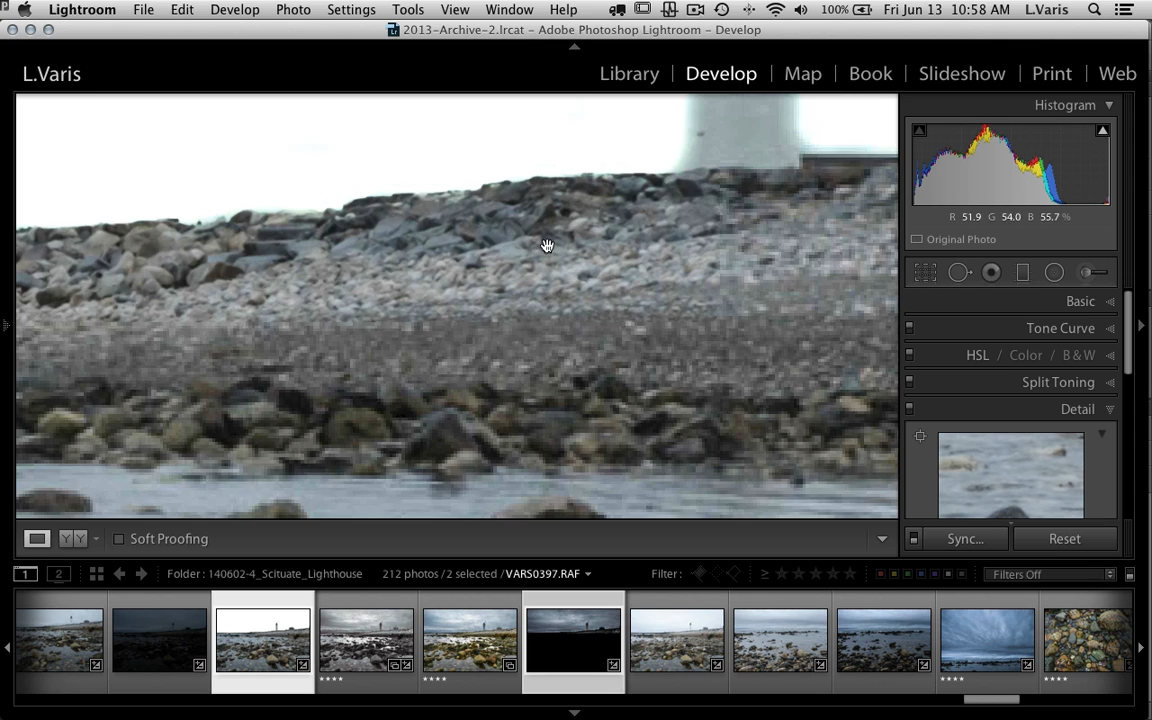 Lightroom File Edit Develop Photo Settings Tools View Window Help 100% Fri Jun 13 10:58 AM L.Varis
Lr 2013-Archive-2.lrcat - Adobe Photoshop Lightroom - Develop
L.Varis
Library | Develop | Map | Book | Slideshow | Print | Web
Histogram
R 51.9 G 54.0 B 55.7 %
Original Photo
Basic
Tone Curve
HSL / Color / B & W
Split Toning
Detail
Y Y Soft Proofing
Sync... Reset
1 2 Folder : 140602-4_Scituate_Lighthouse 212 photos / 2 selected / VARS0397.RAF Filter : ≥ ★★★★★ Filters Off
★★★★ ★★★★ ★★★★ ★★★★